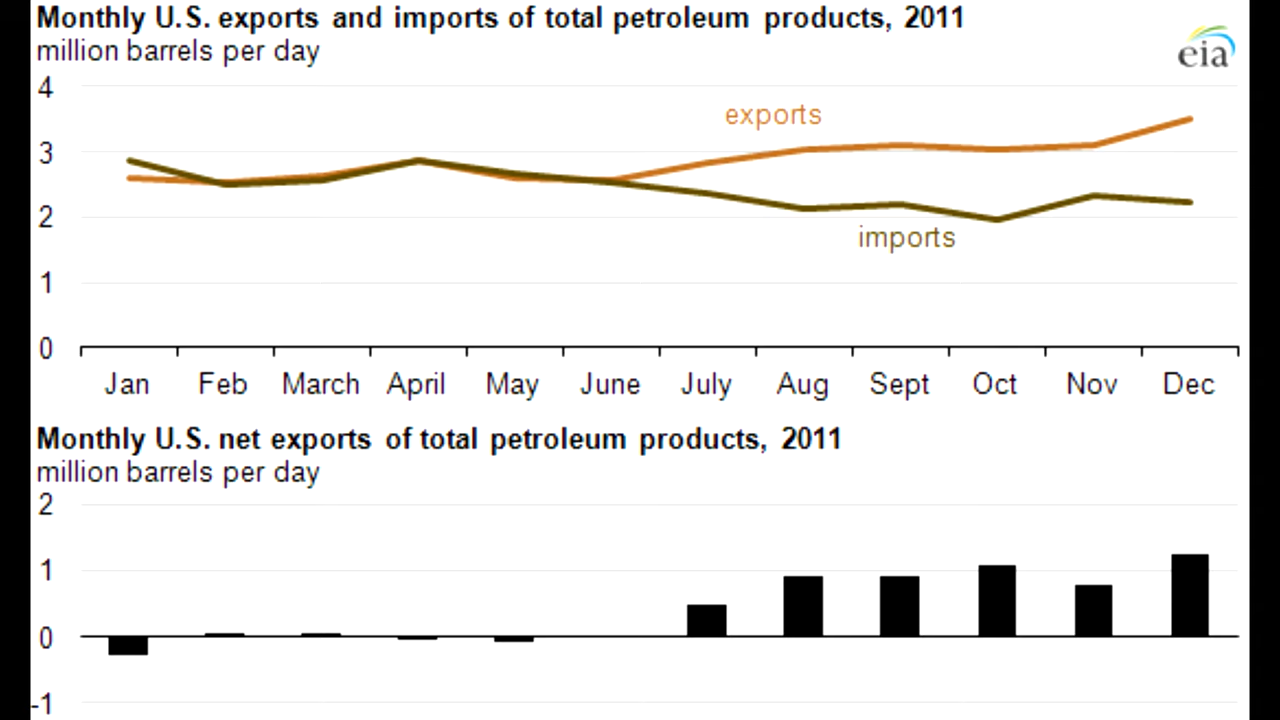 Monthly U.S. exports and imports of total petroleum products, 2011
million barrels per day
eia
4
exports
3
2
imports
1
0
Jan Feb March April May June July Aug Sept Oct Nov Dec
Monthly U.S. net exports of total petroleum products, 2011
million barrels per day
2
1
0
-1